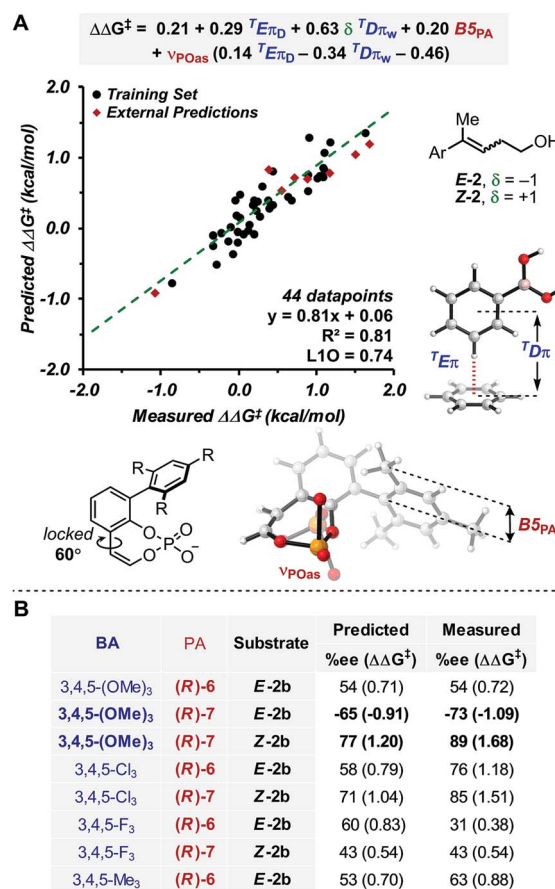 A
ΔΔG‡ = 0.21 + 0.29 ᵀEπ_D + 0.63 δ ᵀDπ_w + 0.20 B5_PA
+ ν_POas (0.14 ᵀEπ_D – 0.34 ᵀDπ_w – 0.46)
2.0
1.0
0.0
-1.0
-2.0
-2.0 -1.0 0.0 1.0 2.0
Predicted ΔΔG‡ (kcal/mol)
Measured ΔΔG‡ (kcal/mol)
Training Set
External Predictions
44 datapoints
y = 0.81x + 0.06
R² = 0.81
L1O = 0.74
Me
Ar
OH
E-2, δ = –1
Z-2, δ = +1
ᵀEπ
ᵀDπ
R
R
R
locked
60°
O
O
P
O
O⁻
ν_POas
B5_PA
B
BA PA Substrate Predicted Measured
%ee (ΔΔG‡) %ee (ΔΔG‡)
3,4,5-(OMe)₃ (R)-6 E-2b 54 (0.71) 54 (0.72)
3,4,5-(OMe)₃ (R)-7 E-2b -65 (-0.91) -73 (-1.09)
3,4,5-(OMe)₃ (R)-7 Z-2b 77 (1.20) 89 (1.68)
3,4,5-Cl₃ (R)-6 E-2b 58 (0.79) 76 (1.18)
3,4,5-Cl₃ (R)-7 Z-2b 71 (1.04) 85 (1.51)
3,4,5-F₃ (R)-6 E-2b 60 (0.83) 31 (0.38)
3,4,5-F₃ (R)-7 Z-2b 43 (0.54) 43 (0.54)
3,4,5-Me₃ (R)-6 E-2b 53 (0.70) 63 (0.88)